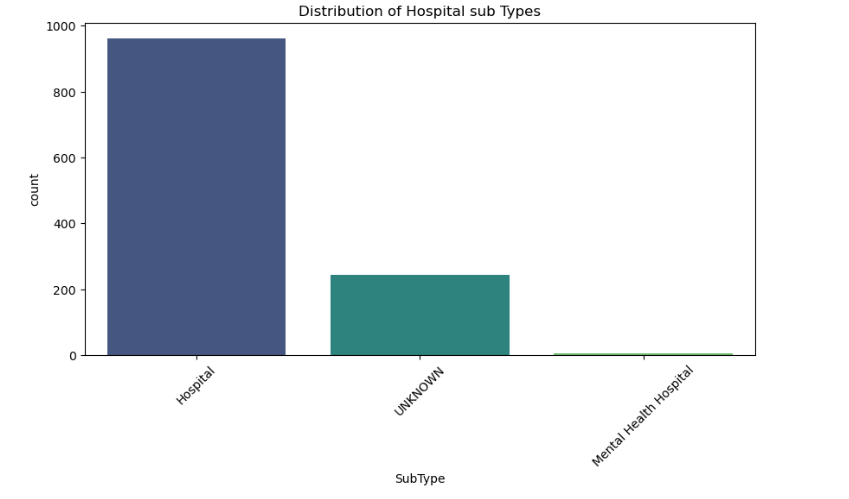 Distribution of Hospital sub Types
1000
800
600
400
200
0
count
Hospital
UNKNOWN
Mental Health Hospital
SubType